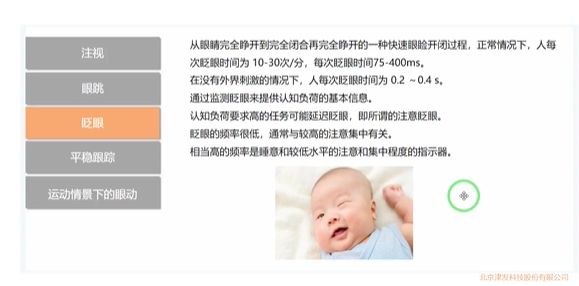 注视
眼跳
眨眼
平稳跟踪
运动情景下的眼动
从眼睛完全睁开到完全闭合再完全睁开的一种快速眼睑开闭过程，正常情况下，人每
次眨眼时间为 10-30次/分，每次眨眼时间75-400ms。
在没有外界刺激的情况下，人每次眨眼时间为 0.2 ～0.4 s。
通过监测眨眼来提供认知负荷的基本信息。
认知负荷要求高的任务可能延迟眨眼，即所谓的注意眨眼。
眨眼的频率很低，通常与较高的注意集中有关。
相当高的频率是睡意和较低水平的注意和集中程度的指示器。
北京津发科技股份有限公司